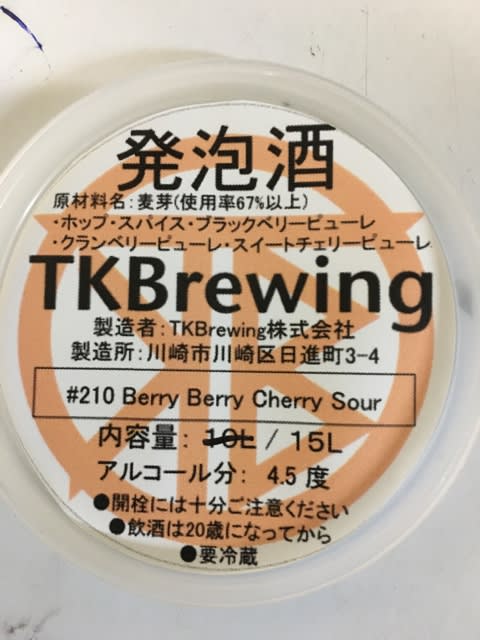 発泡酒
原材料名:麦芽(使用率67%以上)
・ホップ・スパイス・ブラックベリーピューレ
・クランベリーピューレ・スイートチェリーピューレ
TKBrewing
製造者:TKBrewing株式会社
製造所:川崎市川崎区日進町3-4
#210 Berry Berry Cherry Sour
内容量: 10L / 15L
アルコール分: 4.5 度
●開栓には十分ご注意ください
●飲酒は20歳になってから
●要冷蔵